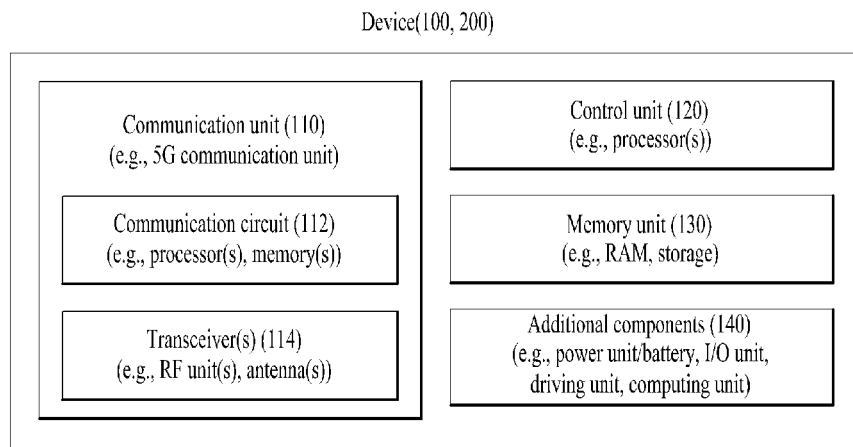 Device(100, 200)
Communication unit (110)
(e.g., 5G communication unit)
Communication circuit (112)
(e.g., processor(s), memory(s))
Transceiver(s) (114)
(e.g., RF unit(s), antenna(s))
Control unit (120)
(e.g., processor(s))
Memory unit (130)
(e.g., RAM, storage)
Additional components (140)
(e.g., power unit/battery, I/O unit,
driving unit, computing unit)